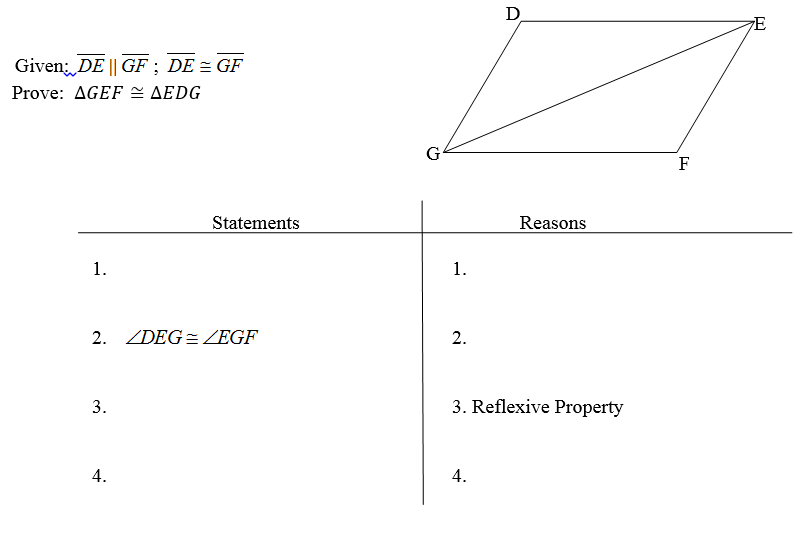 D
E
Given: DE || GF ; DE ≅ GF
Prove: ΔGEF ≅ ΔEDG
G
F
Statements Reasons
1. 1.
2. ∠DEG ≅ ∠EGF 2.
3. 3. Reflexive Property
4. 4.